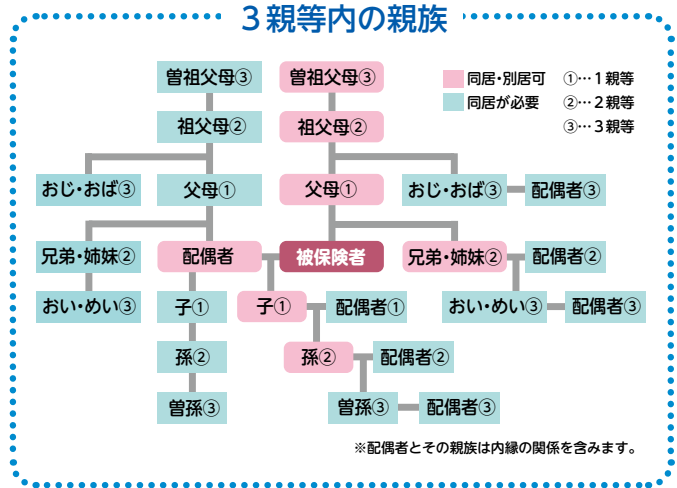 3親等内の親族
曽祖父母③
曽祖父母③
同居・別居可 ①…1親等
同居が必要 ②…2親等
③…3親等
祖父母②
祖父母②
おじ・おば③
父母①
父母①
おじ・おば③
配偶者③
兄弟・姉妹②
配偶者
被保険者
兄弟・姉妹②
配偶者②
おい・めい③
子①
子①
配偶者①
おい・めい③
配偶者③
孫②
孫②
配偶者②
曽孫③
曽孫③
配偶者③
※配偶者とその親族は内縁の関係を含みます。